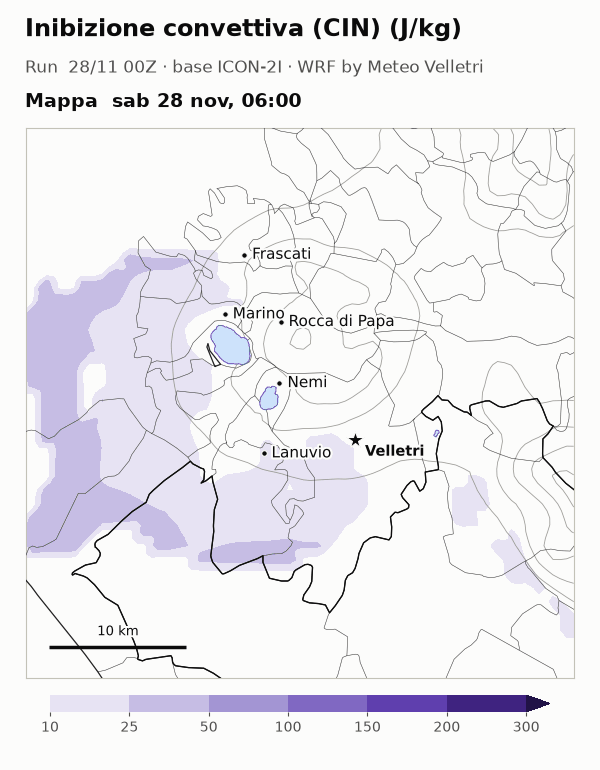 Inibizione convettiva (CIN) (J/kg)
Run  28/11 00Z · base ICON-2I · WRF by Meteo Velletri
Mappa  sab 28 nov, 06:00
Frascati
Marino
Rocca di Papa
Nemi
Velletri
Lanuvio
10 km
10 25 50 100 150 200 300